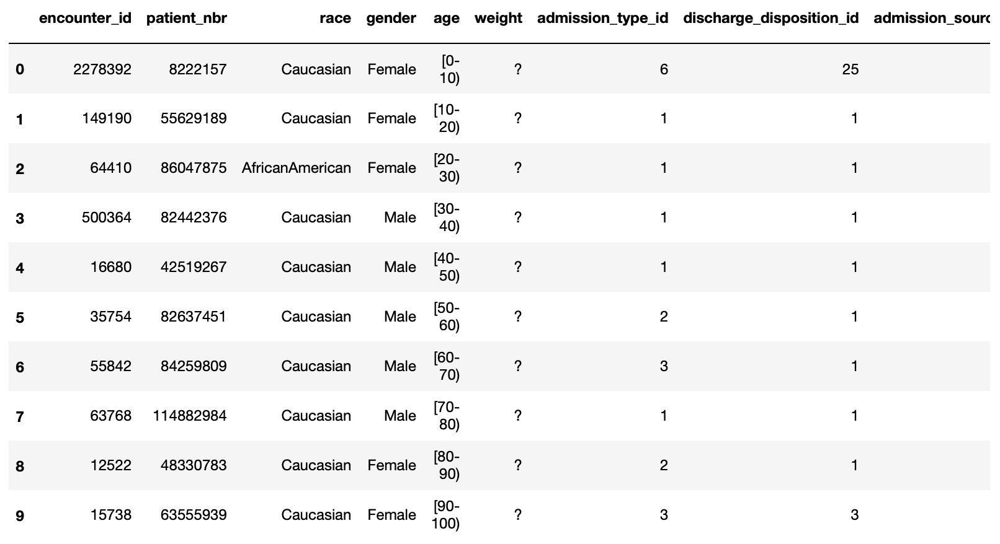 encounter_id patient_nbr race gender age weight admission_type_id discharge_disposition_id admission_sourc
0 2278392 8222157 Caucasian Female [0-10) ? 6 25
1 149190 55629189 Caucasian Female [10-20) ? 1 1
2 64410 86047875 AfricanAmerican Female [20-30) ? 1 1
3 500364 82442376 Caucasian Male [30-40) ? 1 1
4 16680 42519267 Caucasian Male [40-50) ? 1 1
5 35754 82637451 Caucasian Male [50-60) ? 2 1
6 55842 84259809 Caucasian Male [60-70) ? 3 1
7 63768 114882984 Caucasian Male [70-80) ? 1 1
8 12522 48330783 Caucasian Female [80-90) ? 2 1
9 15738 63555939 Caucasian Female [90-100) ? 3 3